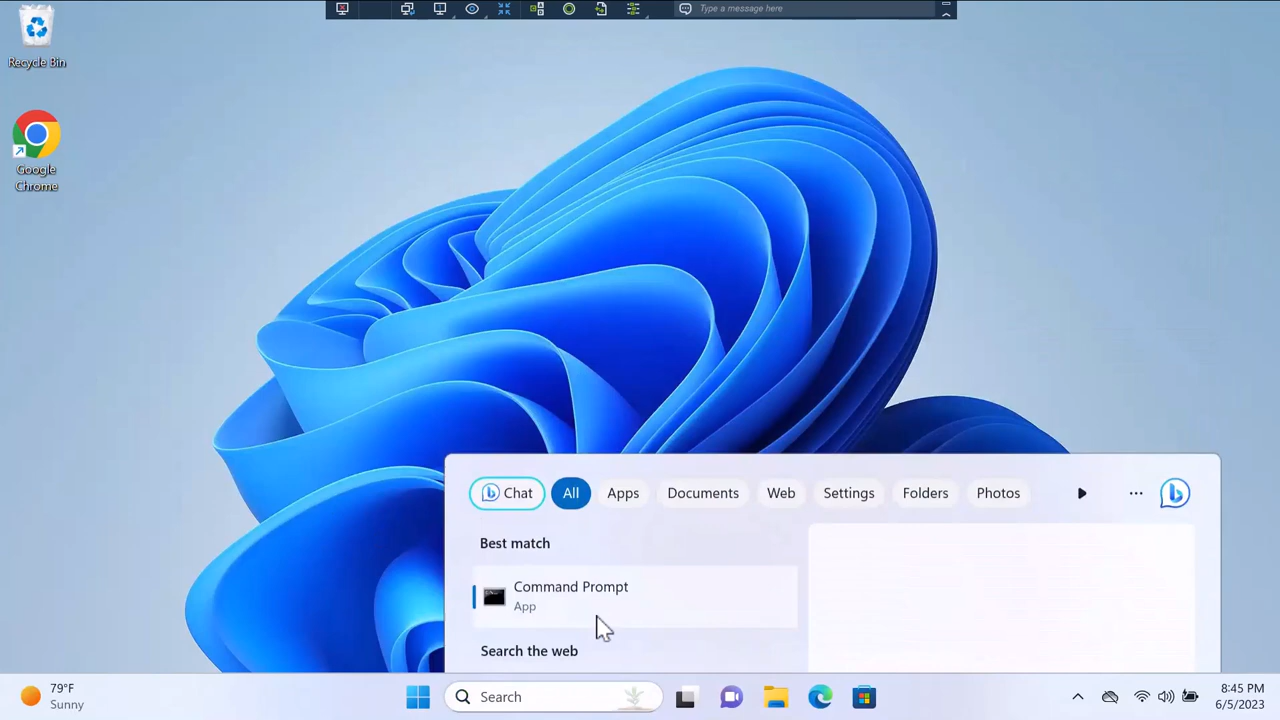 Type a message here
Recycle Bin
Google
Chrome
Chat
All
Apps
Documents
Web
Settings
Folders
Photos
Best match
Command Prompt
App
Search the web
79°F
Sunny
Search
8:45 PM
6/5/2023